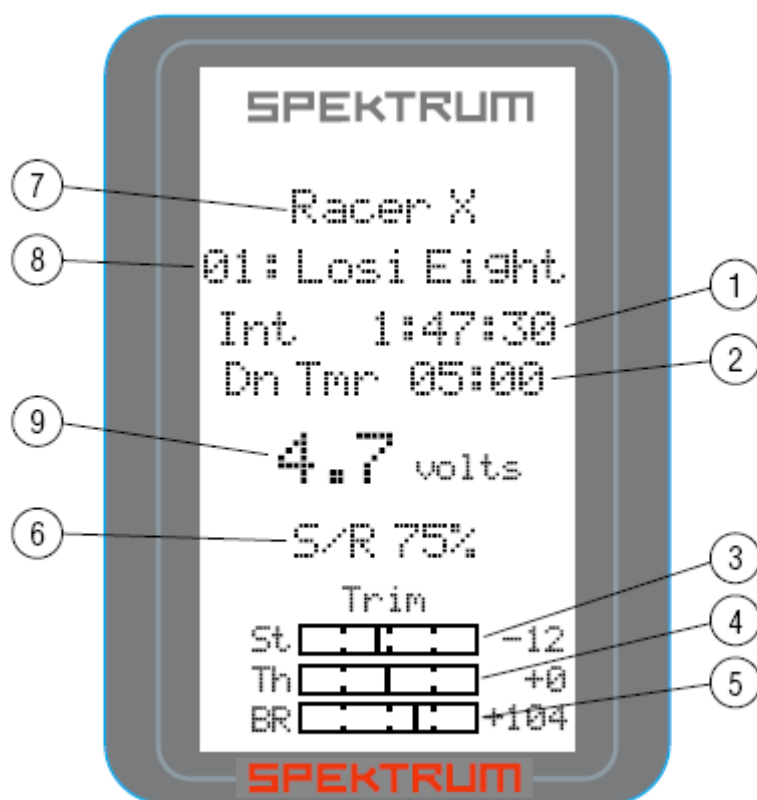 SPEKTRUM
7
Racer X
8
01: Losi Eight
Int 1:47:30
1
Dn Tmr 05:00
2
9
4.7 volts
6
S/R 75%
3
Trim
St -12
4
Th +0
5
BR +104
SPEKTRUM